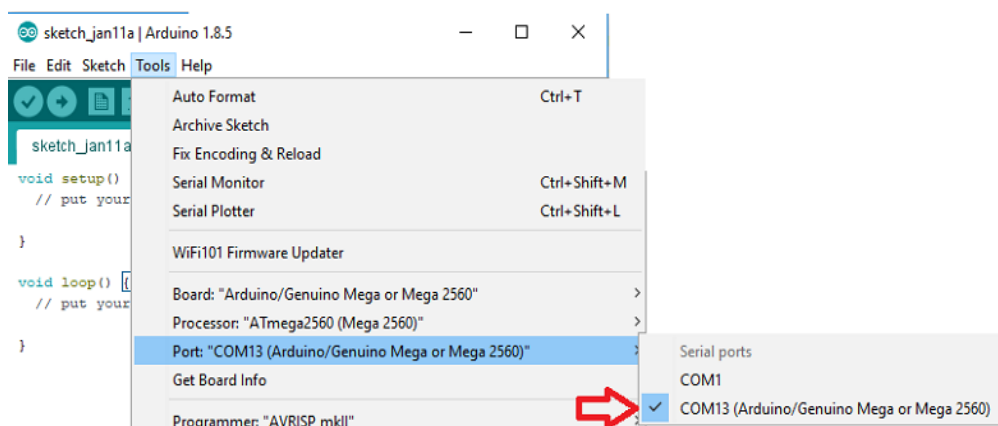 sketch_jan11a | Arduino 1.8.5
File Edit Sketch Tools Help
sketch_jan11a
void setup()
// put your
}
void loop() {
// put your
}
Auto Format Ctrl+T
Archive Sketch
Fix Encoding & Reload
Serial Monitor Ctrl+Shift+M
Serial Plotter Ctrl+Shift+L
WiFi101 Firmware Updater
Board: "Arduino/Genuino Mega or Mega 2560"
Processor: "ATmega2560 (Mega 2560)"
Port: "COM13 (Arduino/Genuino Mega or Mega 2560)"
Get Board Info
Programmer: "AVRISP mkII"
Serial ports
COM1
COM13 (Arduino/Genuino Mega or Mega 2560)